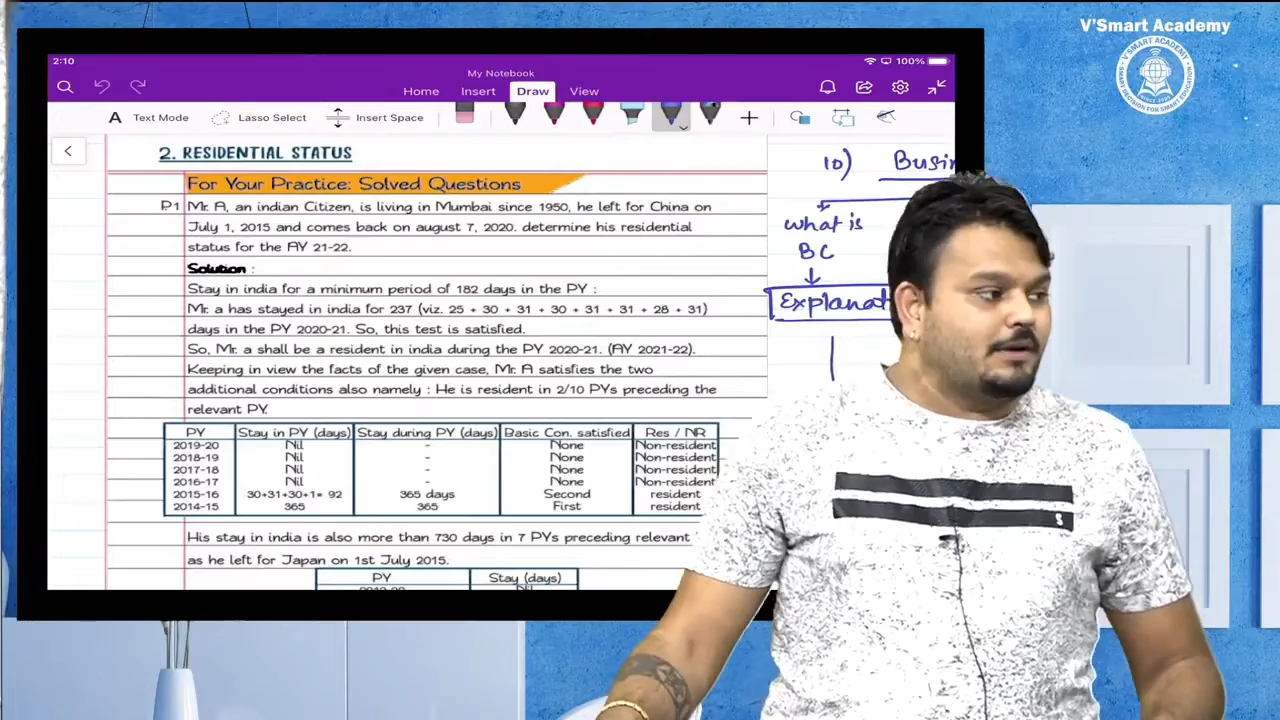 V'Smart Academy
V'SMART ACADEMY
SMART DECISION FOR SMART EDUCATION
2:10
100%
My Notebook
Home Insert Draw View
Text Mode Lasso Select Insert Space
2. RESIDENTIAL STATUS
For Your Practice: Solved Questions
P.1 Mr. A, an indian Citizen, is living in Mumbai since 1950, he left for China on
July 1, 2015 and comes back on august 7, 2020. determine his residential
status for the AY 21-22.
Solution :
Stay in india for a minimum period of 182 days in the PY :
Mr. a has stayed in india for 237 (viz. 25 + 30 + 31 + 30 + 31 + 31 + 28 + 31)
days in the PY 2020-21. So, this test is satisfied.
So, Mr. a shall be a resident in india during the PY 2020-21. (AY 2021-22).
Keeping in view the facts of the given case, Mr. A satisfies the two
additional conditions also namely : He is resident in 2/10 PYs preceding the
relevant PY.
PY Stay in PY (days) Stay during PY (days) Basic Con. satisfied Res / NR
2019-20 Nil - None Non-resident
2018-19 Nil - None Non-resident
2017-18 Nil - None Non-resident
2016-17 Nil - None Non-resident
2015-16 30+31+30+1= 92 365 days Second resident
2014-15 365 365 First resident
His stay in india is also more than 730 days in 7 PYs preceding relevant
as he left for Japan on 1st July 2015.
PY Stay (days)
10) Busin
what is
BC
Explanat